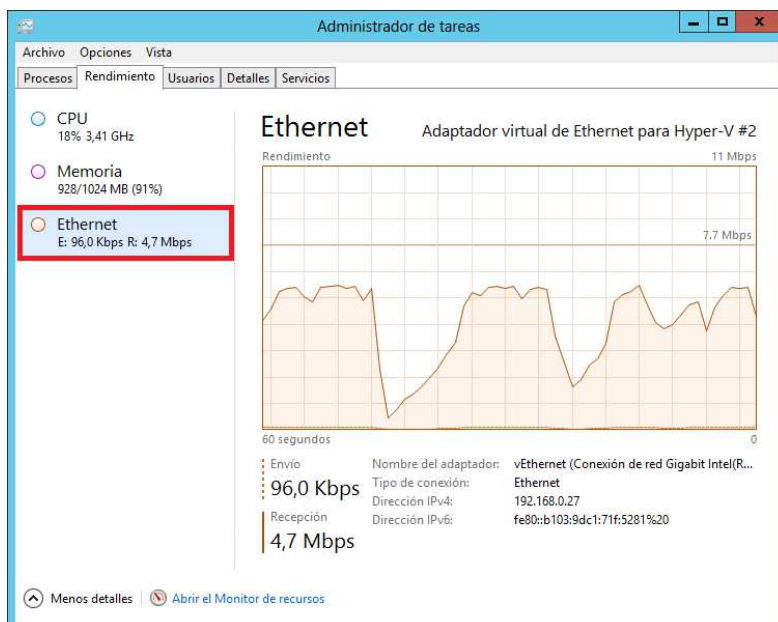 Administrador de tareas
Archivo Opciones Vista
Procesos Rendimiento Usuarios Detalles Servicios
CPU
18% 3,41 GHz
Memoria
928/1024 MB (91%)
Ethernet
E: 96,0 Kbps R: 4,7 Mbps
Ethernet Adaptador virtual de Ethernet para Hyper-V #2
Rendimiento 11 Mbps
7.7 Mbps
60 segundos 0
Envío
96,0 Kbps
Recepción
4,7 Mbps
Nombre del adaptador: vEthernet (Conexión de red Gigabit Intel(R...
Tipo de conexión: Ethernet
Dirección IPv4: 192.168.0.27
Dirección IPv6: fe80::b103:9dc1:71f:5281%20
Menos detalles Abrir el Monitor de recursos